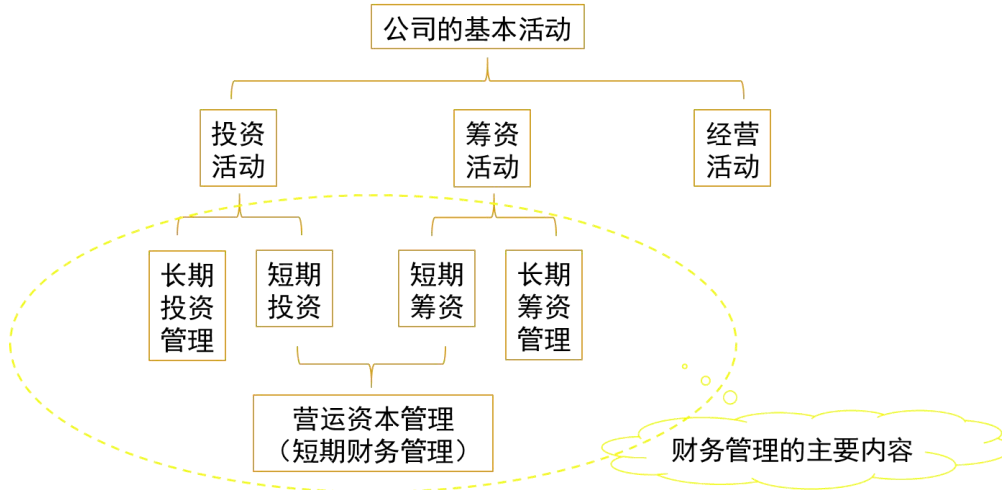 公司的基本活动
投资
活动
筹资
活动
经营
活动
长期
投资
管理
短期
投资
短期
筹资
长期
筹资
管理
营运资本管理
（短期财务管理）
财务管理的主要内容